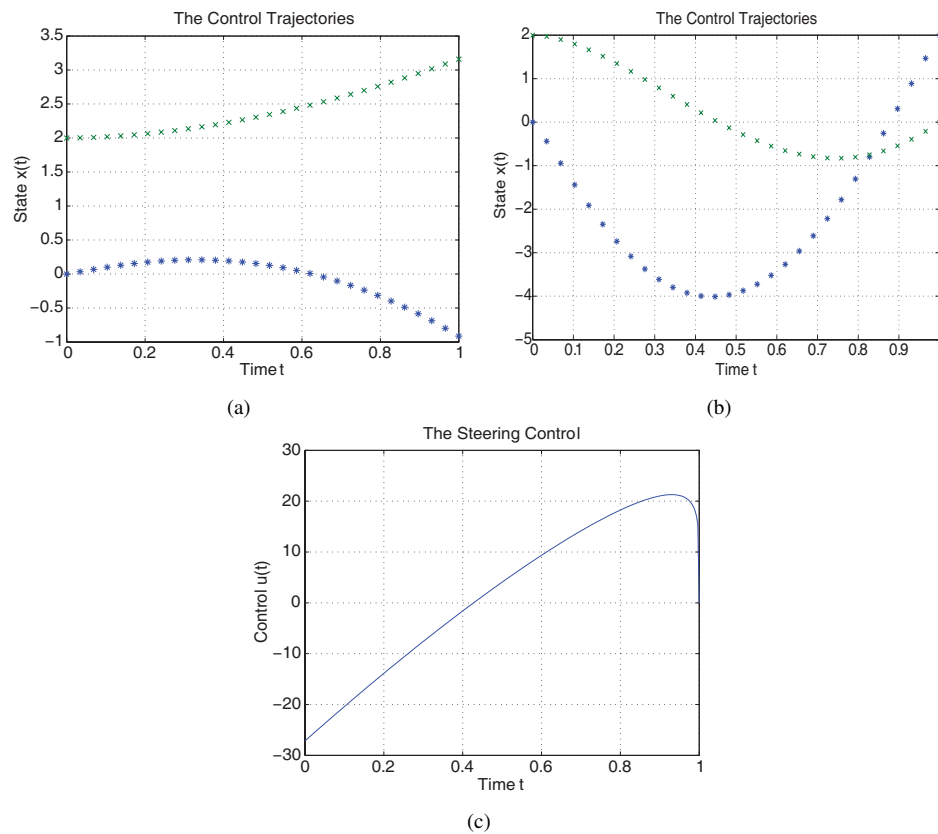 The Control Trajectories
3.5
3
2.5
2
1.5
1
0.5
0
−0.5
−1
State x(t)
0 0.2 0.4 0.6 0.8 1
Time t
(a)
The Control Trajectories
2
1
0
−1
−2
−3
−4
−5
State x(t)
0 0.1 0.2 0.3 0.4 0.5 0.6 0.7 0.8 0.9
Time t
(b)
The Steering Control
30
20
10
0
−10
−20
−30
Control u(t)
0 0.2 0.4 0.6 0.8 1
Time t
(c)